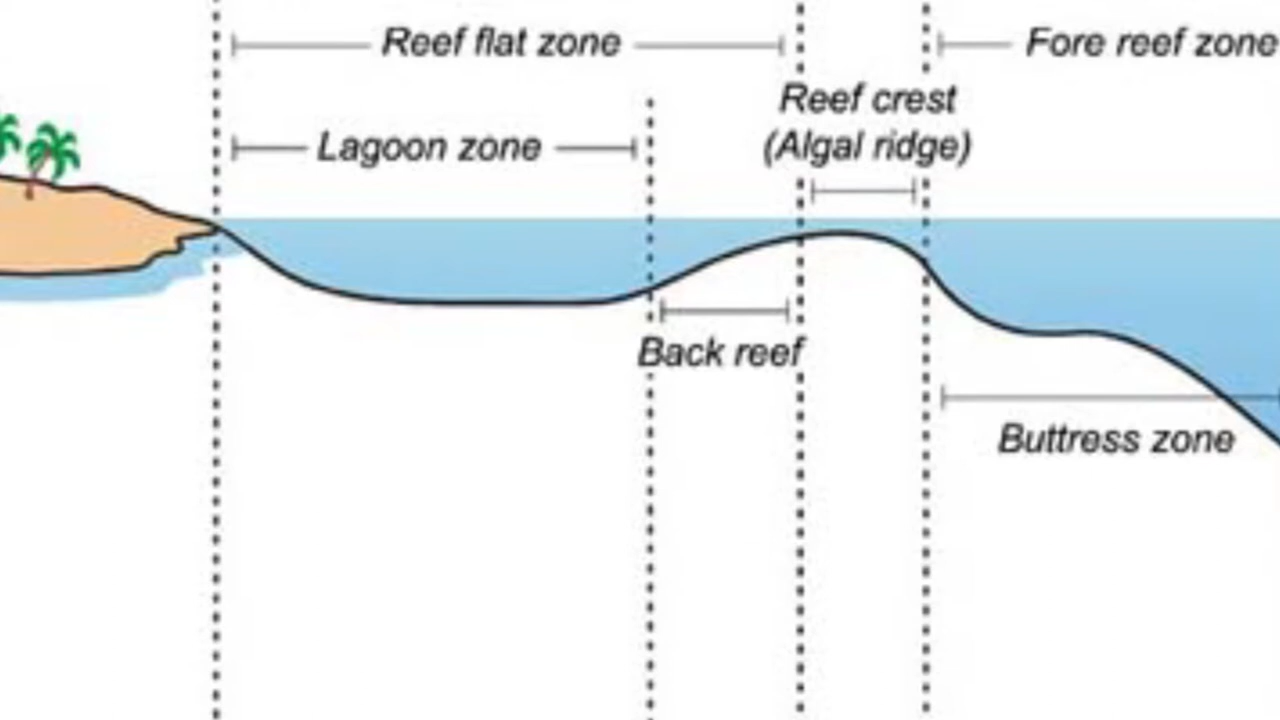 Reef flat zone
Fore reef zone
Reef crest
(Algal ridge)
Lagoon zone
Back reef
Buttress zone